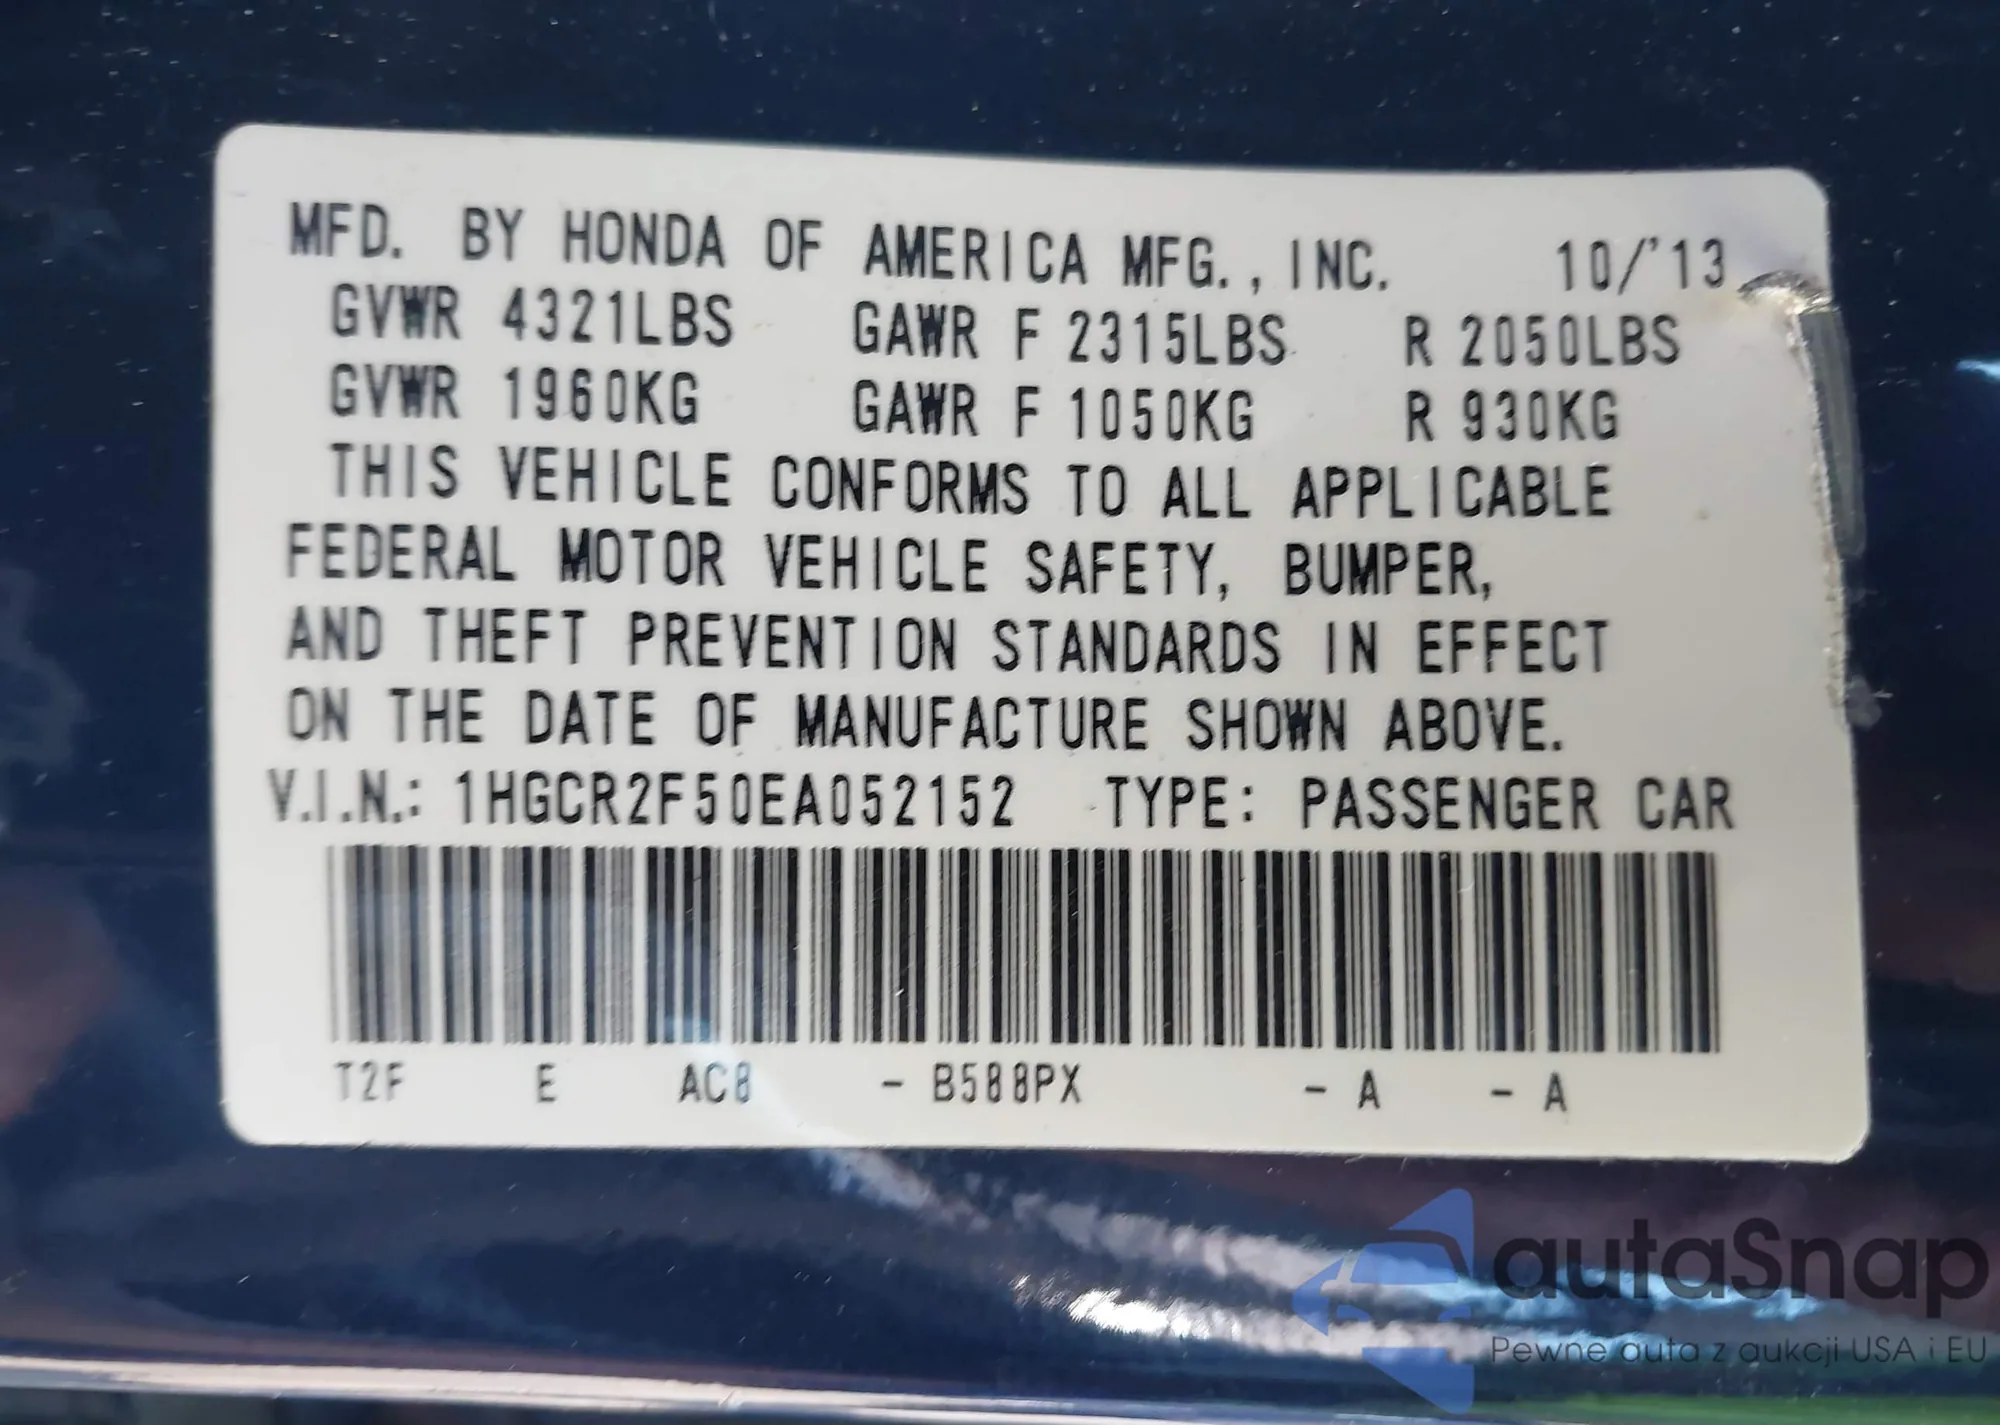 MFD. BY HONDA OF AMERICA MFG., INC. 10/'13
GVWR 4321LBS GAWR F 2315LBS R 2050LBS
GVWR 1960KG GAWR F 1050KG R 930KG
THIS VEHICLE CONFORMS TO ALL APPLICABLE
FEDERAL MOTOR VEHICLE SAFETY, BUMPER,
AND THEFT PREVENTION STANDARDS IN EFFECT
ON THE DATE OF MANUFACTURE SHOWN ABOVE.
V.I.N.: 1HGCR2F50EA052152 TYPE: PASSENGER CAR
T2F E AC8 - B588PX - A - A
autaSnap
Pewne auta z aukcji USA i EU